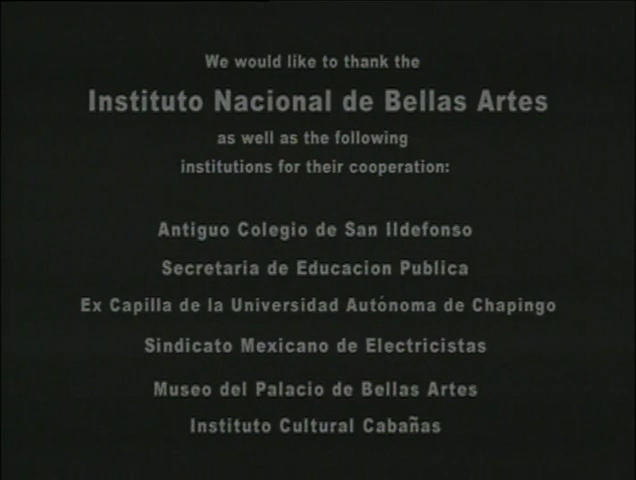 We would like to thank the
Instituto Nacional de Bellas Artes
as well as the following
institutions for their cooperation:
Antiguo Colegio de San Ildefonso
Secretaria de Educacion Publica
Ex Capilla de la Universidad Autónoma de Chapingo
Sindicato Mexicano de Electricistas
Museo del Palacio de Bellas Artes
Instituto Cultural Cabañas